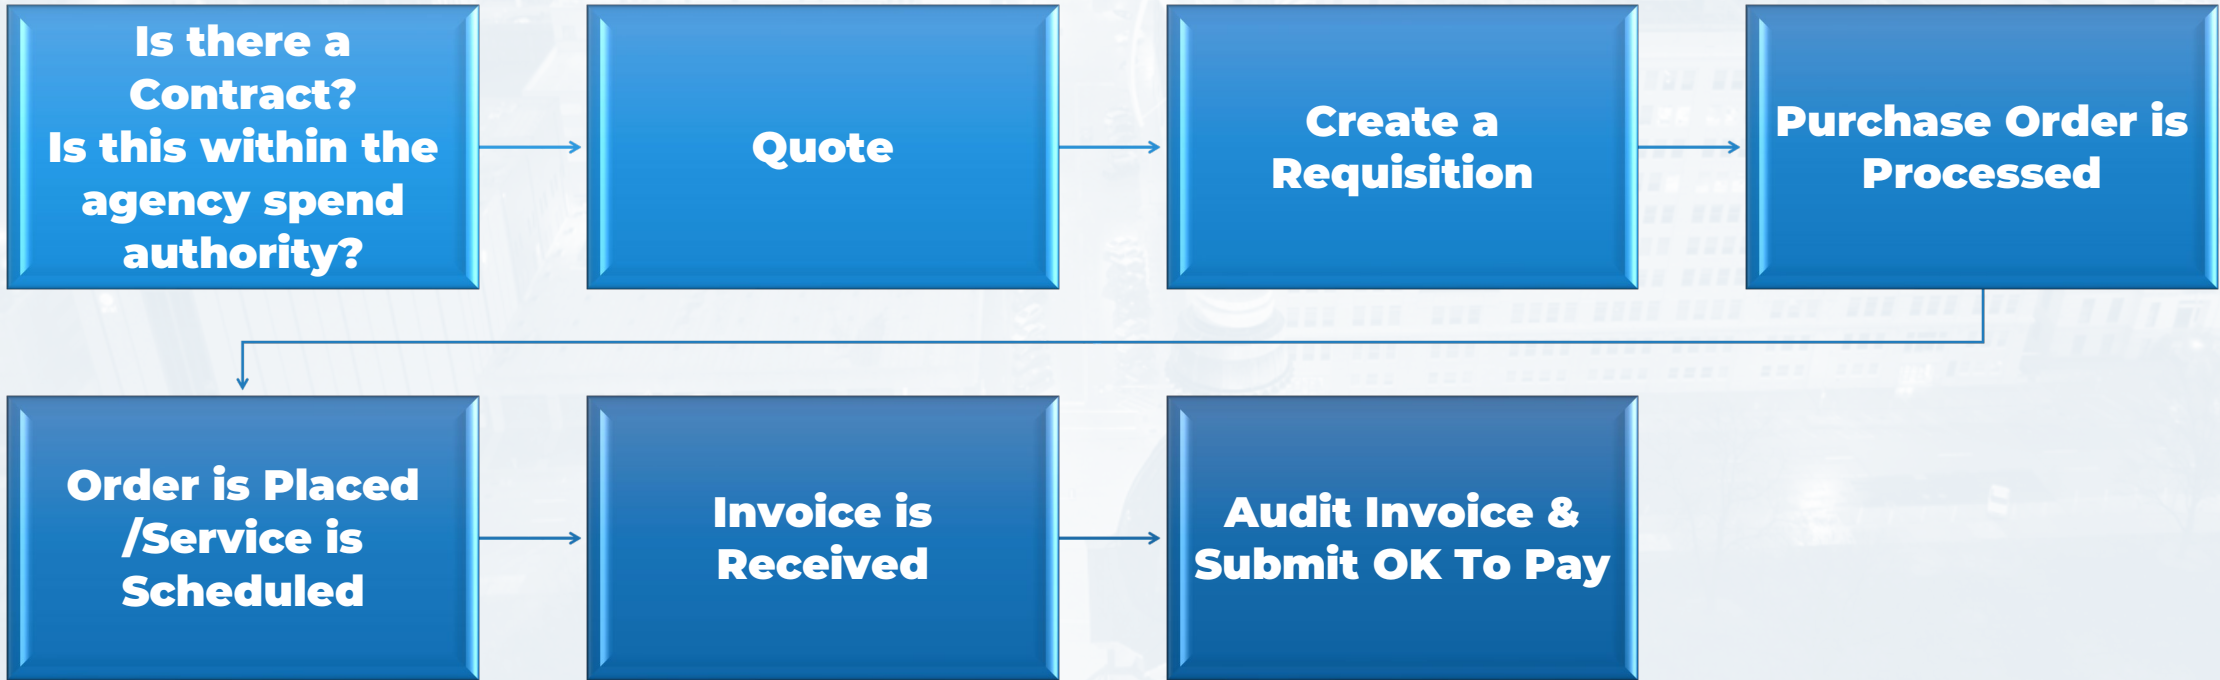 Is there a
Contract?
Is this within the
agency spend
authority?
Quote
Create a
Requisition
Purchase Order is
Processed
Order is Placed
/Service is
Scheduled
Invoice is
Received
Audit Invoice &
Submit OK To Pay